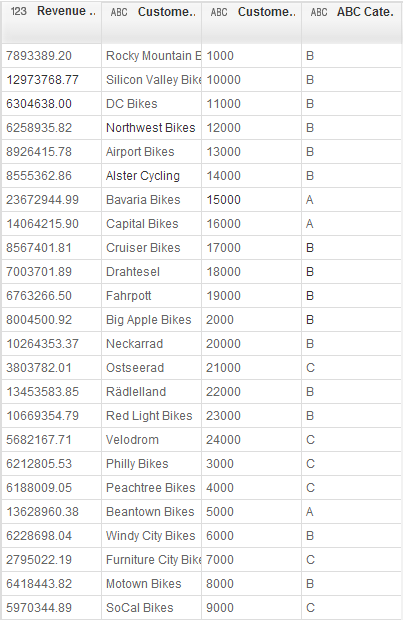 123 Revenue .. ABC Custome.. ABC Custome.. ABC ABC Cate.
7893389.20 Rocky Mountain B 1000 B
12973768.77 Silicon Valley Bike 10000 B
6304638.00 DC Bikes 11000 B
6258935.82 Northwest Bikes 12000 B
8926415.78 Airport Bikes 13000 B
8555362.86 Alster Cycling 14000 B
23672944.99 Bavaria Bikes 15000 A
14064215.90 Capital Bikes 16000 A
8567401.81 Cruiser Bikes 17000 B
7003701.89 Drahtesel 18000 B
6763266.50 Fahrpott 19000 B
8004500.92 Big Apple Bikes 2000 B
10264353.37 Neckarrad 20000 B
3803782.01 Ostseerad 21000 C
13453583.85 Rädlelland 22000 B
10669354.79 Red Light Bikes 23000 B
5682167.71 Velodrom 24000 C
6212805.53 Philly Bikes 3000 C
6188009.05 Peachtree Bikes 4000 C
13628960.38 Beantown Bikes 5000 A
6228698.04 Windy City Bikes 6000 B
2795022.19 Furniture City Bike 7000 C
6418443.82 Motown Bikes 8000 B
5970344.89 SoCal Bikes 9000 C